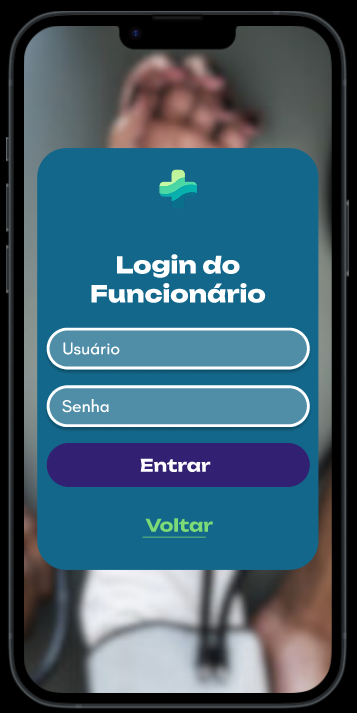 Login do
Funcionário
Usuário
Senha
Entrar
Voltar